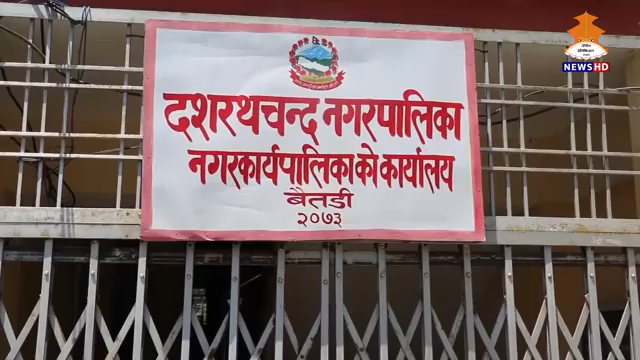 दशरथचन्द नगरपालिका
नगरकार्यपालिकाको कार्यालय
बैतडी
२०७३
NEWS HD